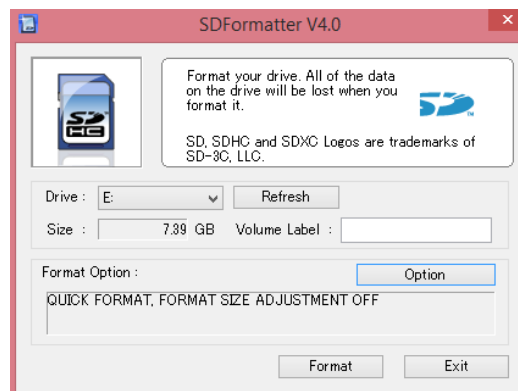 SDFormatter V4.0
Format your drive. All of the data
on the drive will be lost when you
format it.
SD, SDHC and SDXC Logos are trademarks of
SD-3C, LLC.
SD
HC
SD
TM
Drive : E: Refresh
Size : 7.39 GB Volume Label :
Format Option : Option
QUICK FORMAT, FORMAT SIZE ADJUSTMENT OFF
Format Exit